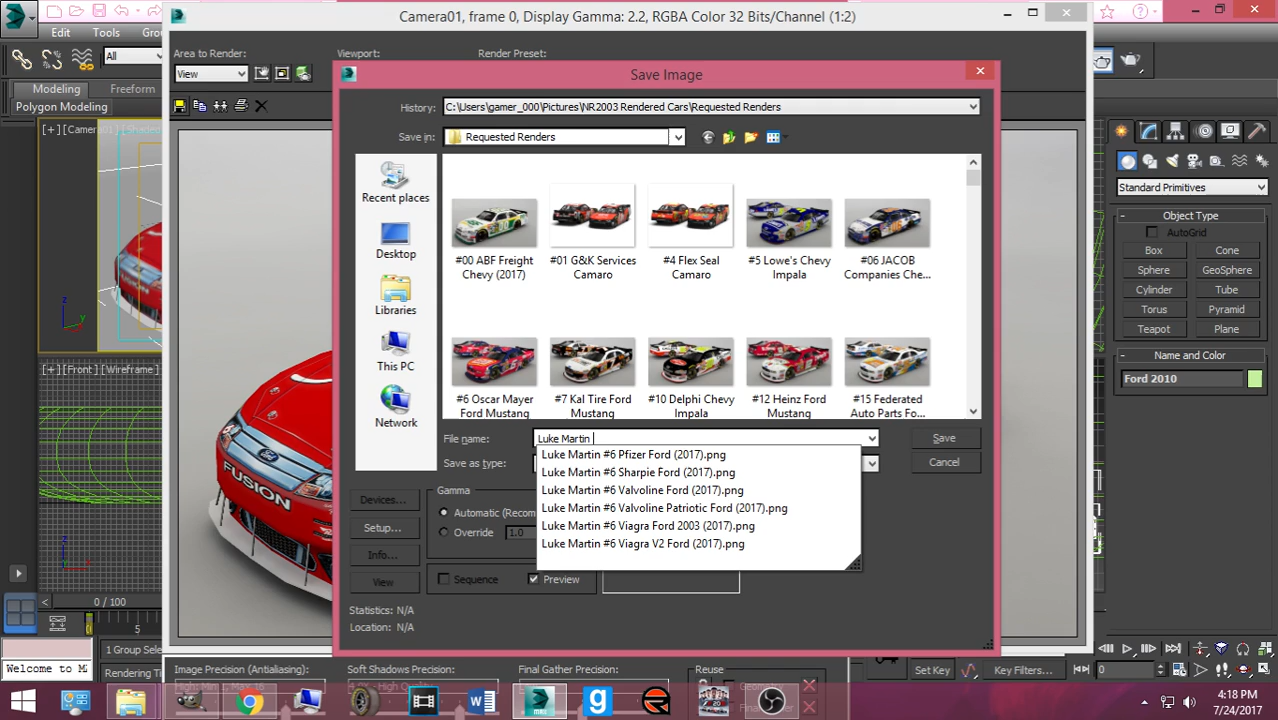 Camera01, frame 0, Display Gamma: 2.2, RGBA Color 32 Bits/Channel (1:2)
Edit
Tools
All
Area to Render:
View
Viewport:
Render Preset:
Modeling
Freeform
Polygon Modeling
[+] [Camera01]
Save Image
History:
C:\Users\gamer_000\Pictures\NR2003 Rendered Cars\Requested Renders
Save in:
Requested Renders
Recent places
Desktop
Libraries
This PC
Network
#00 ABF Freight
Chevy (2017)
#01 G&K Services
Camaro
#4 Flex Seal
Camaro
#5 Lowe's Chevy
Impala
#06 JACOB
Companies Che...
#6 Oscar Mayer
Ford Mustang
#7 Kal Tire Ford
Mustang
#10 Delphi Chevy
Impala
#12 Heinz Ford
Mustang
#15 Federated
Auto Parts Fo...
File name:
Luke Martin
Save
Save as type:
Cancel
Luke Martin #6 Pfizer Ford (2017).png
Luke Martin #6 Sharpie Ford (2017).png
Luke Martin #6 Valvoline Ford (2017).png
Luke Martin #6 Valvoline Patriotic Ford (2017).png
Luke Martin #6 Viagra Ford 2003 (2017).png
Luke Martin #6 Viagra V2 Ford (2017).png
Devices...
Setup...
Info...
View
Gamma
Automatic (Recom
Override
1.0
Sequence
Preview
Statistics: N/A
Location: N/A
Standard Primitives
Object Type
AutoGrid
Box
Cone
Sphere
GeoSphere
Cylinder
Tube
Torus
Pyramid
Teapot
Plane
Name and Color
Ford 2010
[+] [Front] [Wireframe]
FUSION
0 / 100
5
1 Group Sele
Welcome to M
Rendering Tin
Image Precision (Antialiasing):
Soft Shadows Precision:
Final Gather Precision:
Reuse
Set Key
Key Filters...
0
4:18 PM
7/24/2017